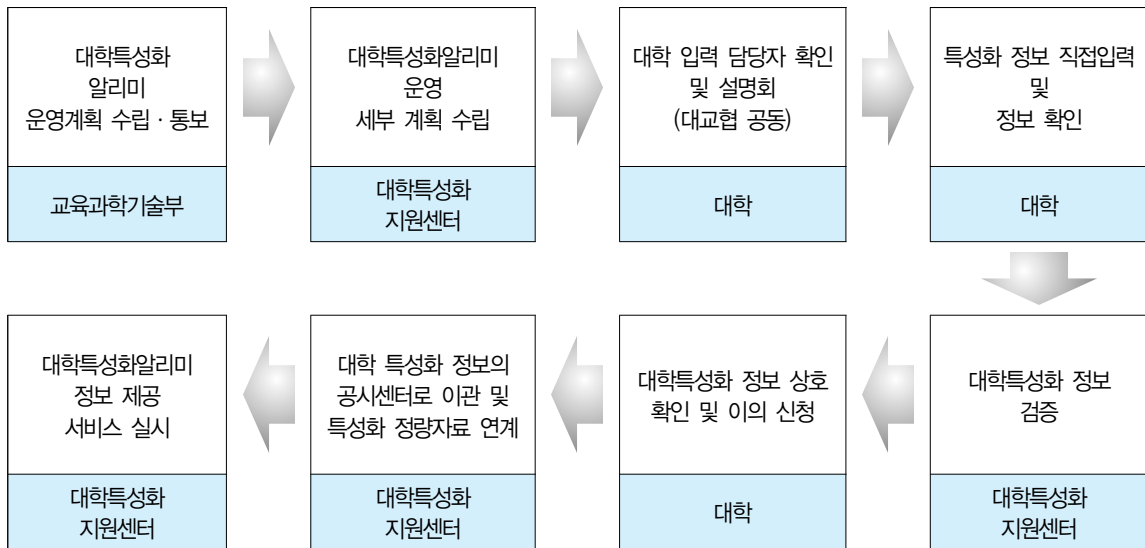 대학특성화
알리미
운영계획 수립 · 통보
교육과학기술부
대학특성화알리미
운영
세부 계획 수립
대학특성화
지원센터
대학 입력 담당자 확인
및 설명회
(대교협 공동)
대학
특성화 정보 직접입력
및
정보 확인
대학
대학특성화 정보
검증
대학특성화
지원센터
대학특성화 정보 상호
확인 및 이의 신청
대학
대학 특성화 정보의
공시센터로 이관 및
특성화 정량자료 연계
대학특성화
지원센터
대학특성화알리미
정보 제공
서비스 실시
대학특성화
지원센터